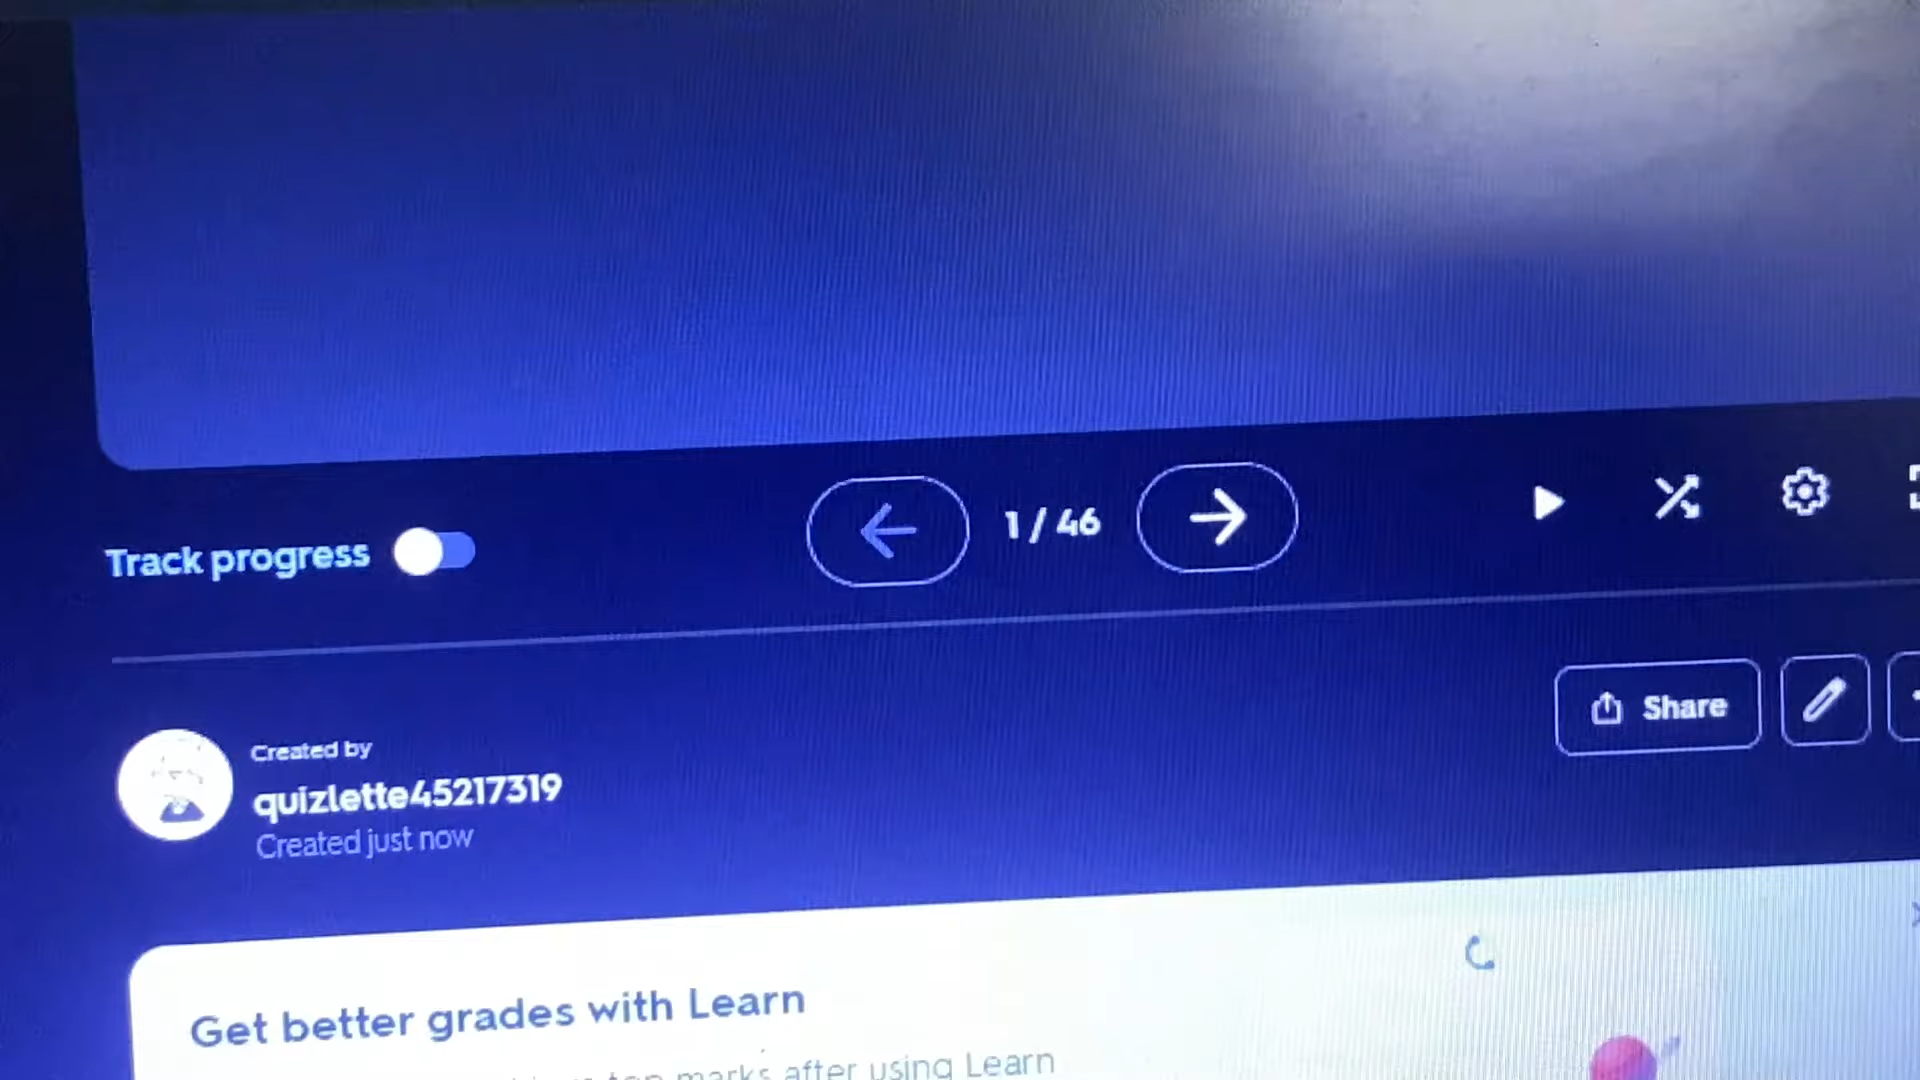 Track progress
1 / 46
Share
Created by
quizlette45217319
Created just now
Get better grades with Learn
marks after using Learn